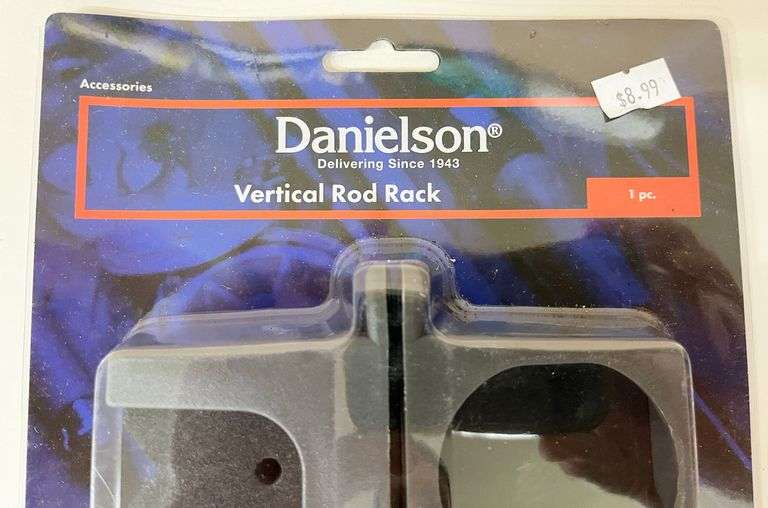 Accessories
$8.99
Danielson®
Delivering Since 1943
Vertical Rod Rack
1 pc.